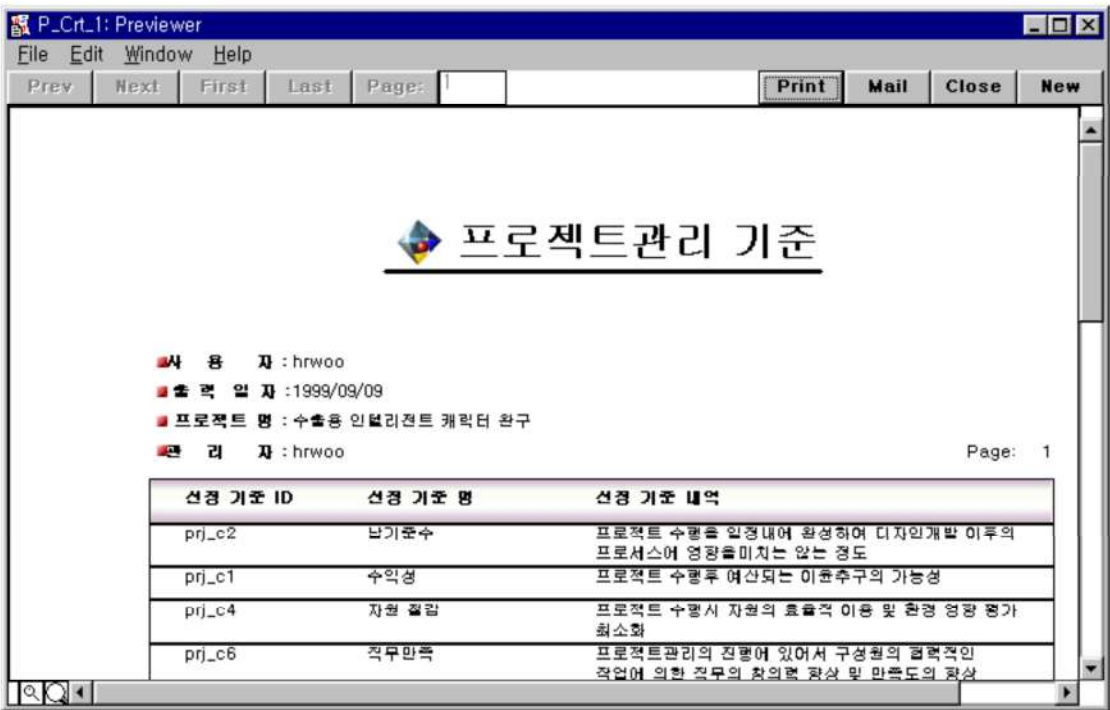 P_Crt_1: Previewer
File Edit Window Help
Prev Next First Last Page: 1 Print Mail Close New
프로젝트관리 기준
사 용 자 : hrwoo
출 력 일 자 :1999/09/09
프로젝트 명 : 수출용 인텔리전트 캐릭터 완구
관 리 자 : hrwoo Page: 1
선정 기준 ID 선정 기준 명 선정 기준 내역
prj_c2 납기준수 프로젝트 수행을 일정내에 완성하여 디자인개발 이후의
프로세스에 영향을미치는 않는 정도
prj_c1 수익성 프로젝트 수행후 예산되는 이윤추구의 가능성
prj_c4 자원 절감 프로젝트 수행시 자원의 효율적 이용 및 환경 영향 평가
최소화
prj_c6 직무만족 프로젝트관리의 진행에 있어서 구성원의 협력적인
작업에 의한 직무의 창의력 향상 및 만족도의 향상